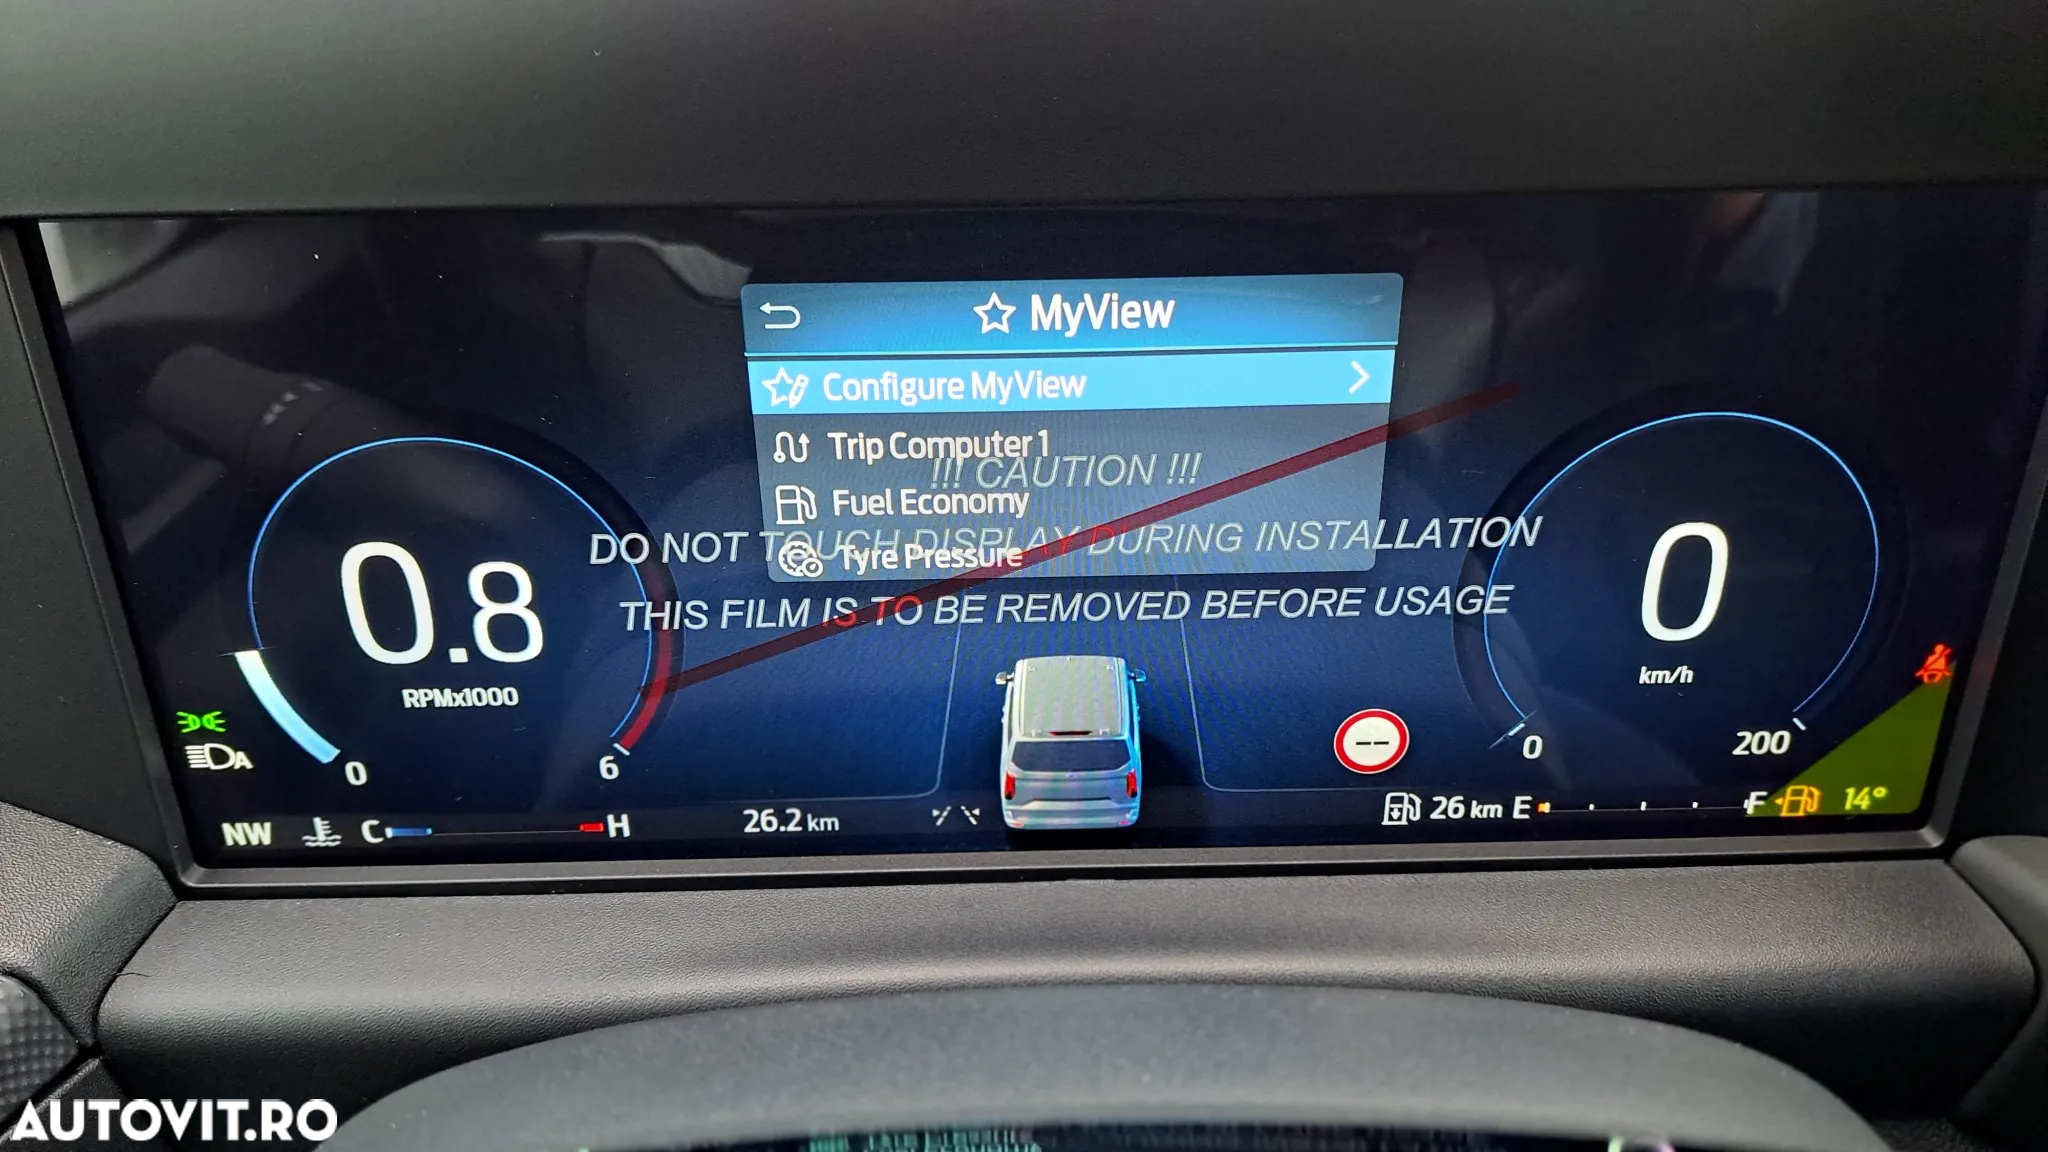 MyView
Configure MyView
Trip Computer 1
!!! CAUTION !!!
Fuel Economy
DO NOT TOUCH DISPLAY DURING INSTALLATION
Tyre Pressure
THIS FILM IS TO BE REMOVED BEFORE USAGE
0.8
RPMx1000
0
6
0
km/h
0
200
--
A
NW
C
H
26.2 km
26 km
E
F
14°
AUTOVIT.RO